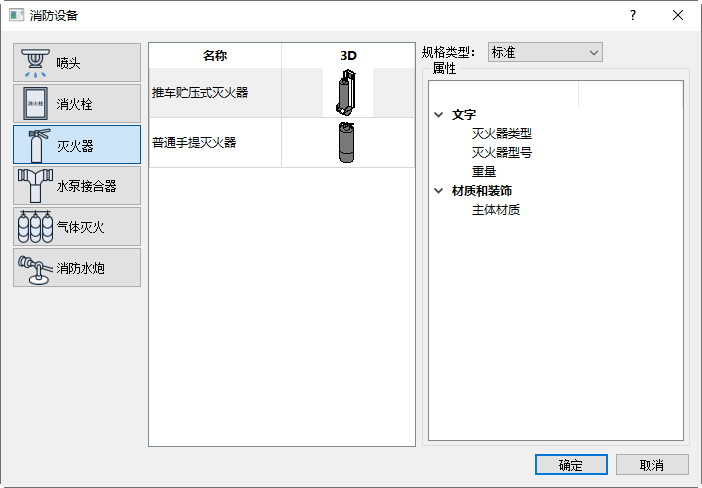 消防设备
喷头
消火栓
消火栓
灭火器
水泵接合器
气体灭火
消防水炮
名称 3D
推车贮压式灭火器
普通手提灭火器
规格类型： 标准
属性
文字
灭火器类型
灭火器型号
重量
材质和装饰
主体材质
确定 取消